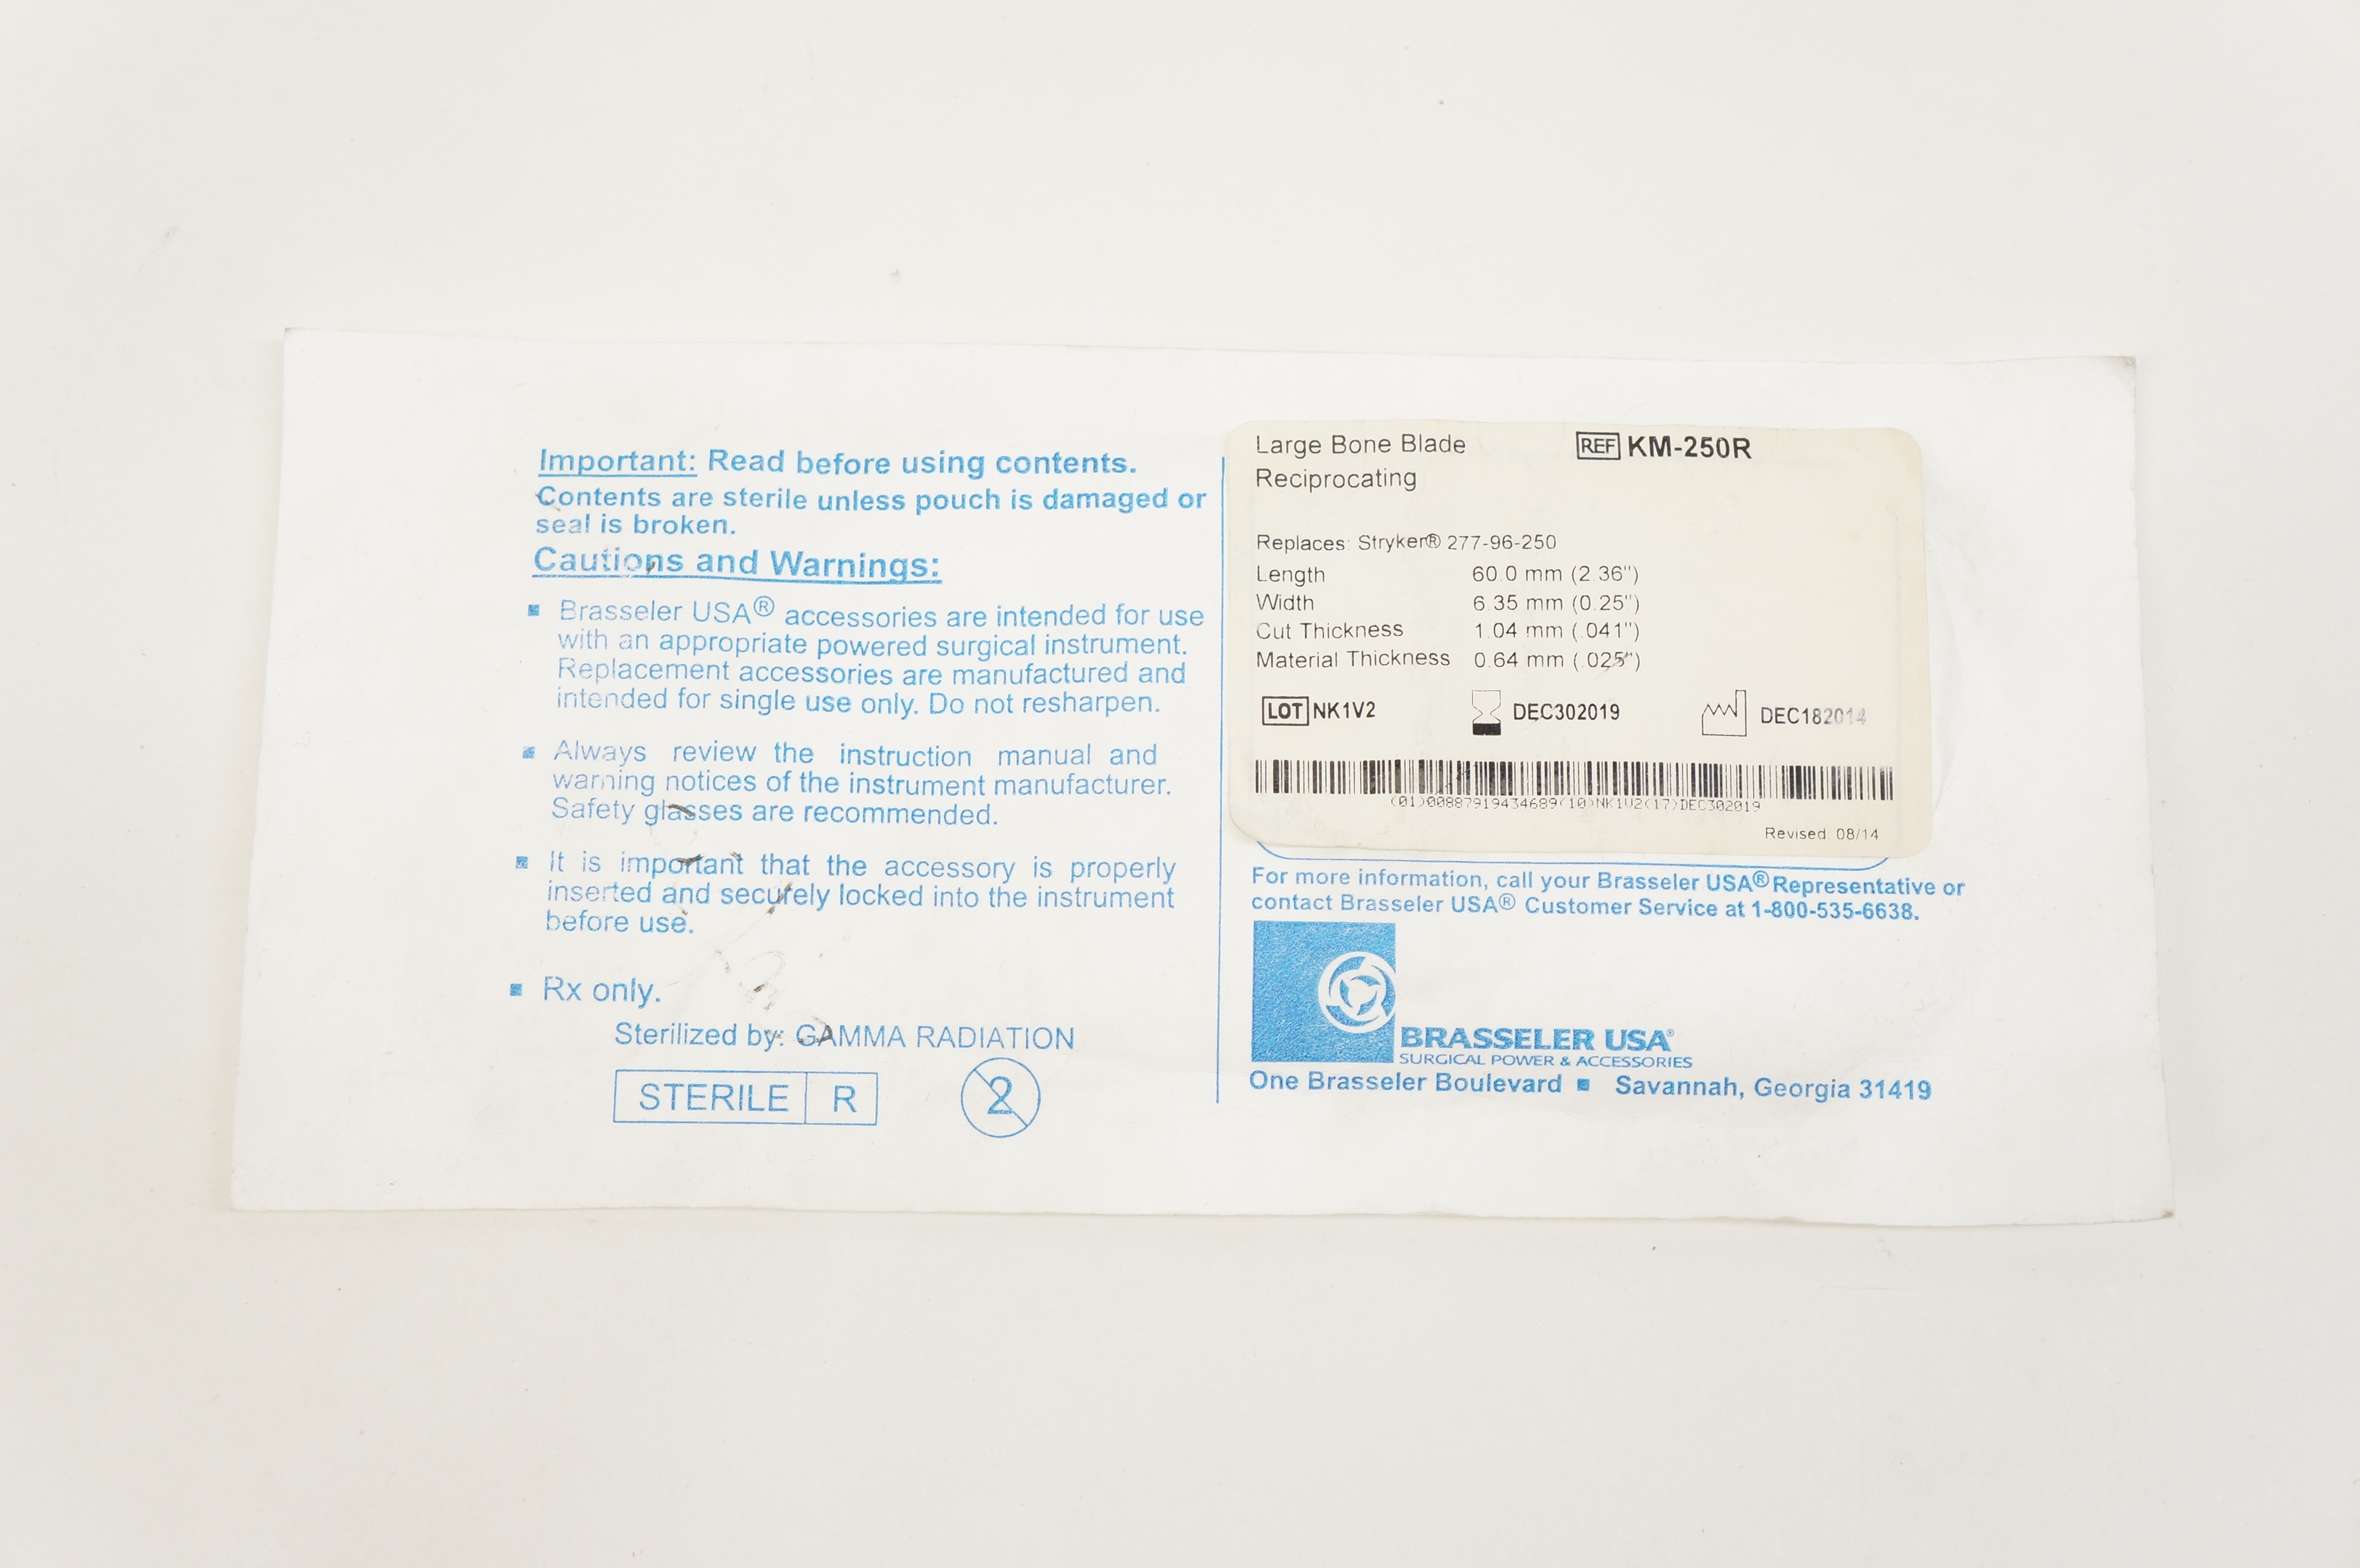 Important: Read before using contents.
Contents are sterile unless pouch is damaged or
seal is broken.
Cautions and Warnings:
▪ Brasseler USA® accessories are intended for use
with an appropriate powered surgical instrument.
Replacement accessories are manufactured and
intended for single use only. Do not resharpen.
▪ Always review the instruction manual and
warning notices of the instrument manufacturer.
Safety glasses are recommended.
▪ It is important that the accessory is properly
inserted and securely locked into the instrument
before use.
▪ Rx only.
Sterilized by: GAMMA RADIATION
STERILE R 2
Large Bone Blade REF KM-250R
Reciprocating
Replaces: Stryker® 277-96-250
Length 60.0 mm (2.36")
Width 6.35 mm (0.25")
Cut Thickness 1.04 mm (.041")
Material Thickness 0.64 mm (.025")
LOT NK1V2 DEC302019 DEC182014
(01)00887919434689(10)NK1V2(17)DEC302019
Revised: 08/14
For more information, call your Brasseler USA® Representative or
contact Brasseler USA® Customer Service at 1-800-535-6638.
BRASSELER USA®
SURGICAL POWER & ACCESSORIES
One Brasseler Boulevard ▪ Savannah, Georgia 31419